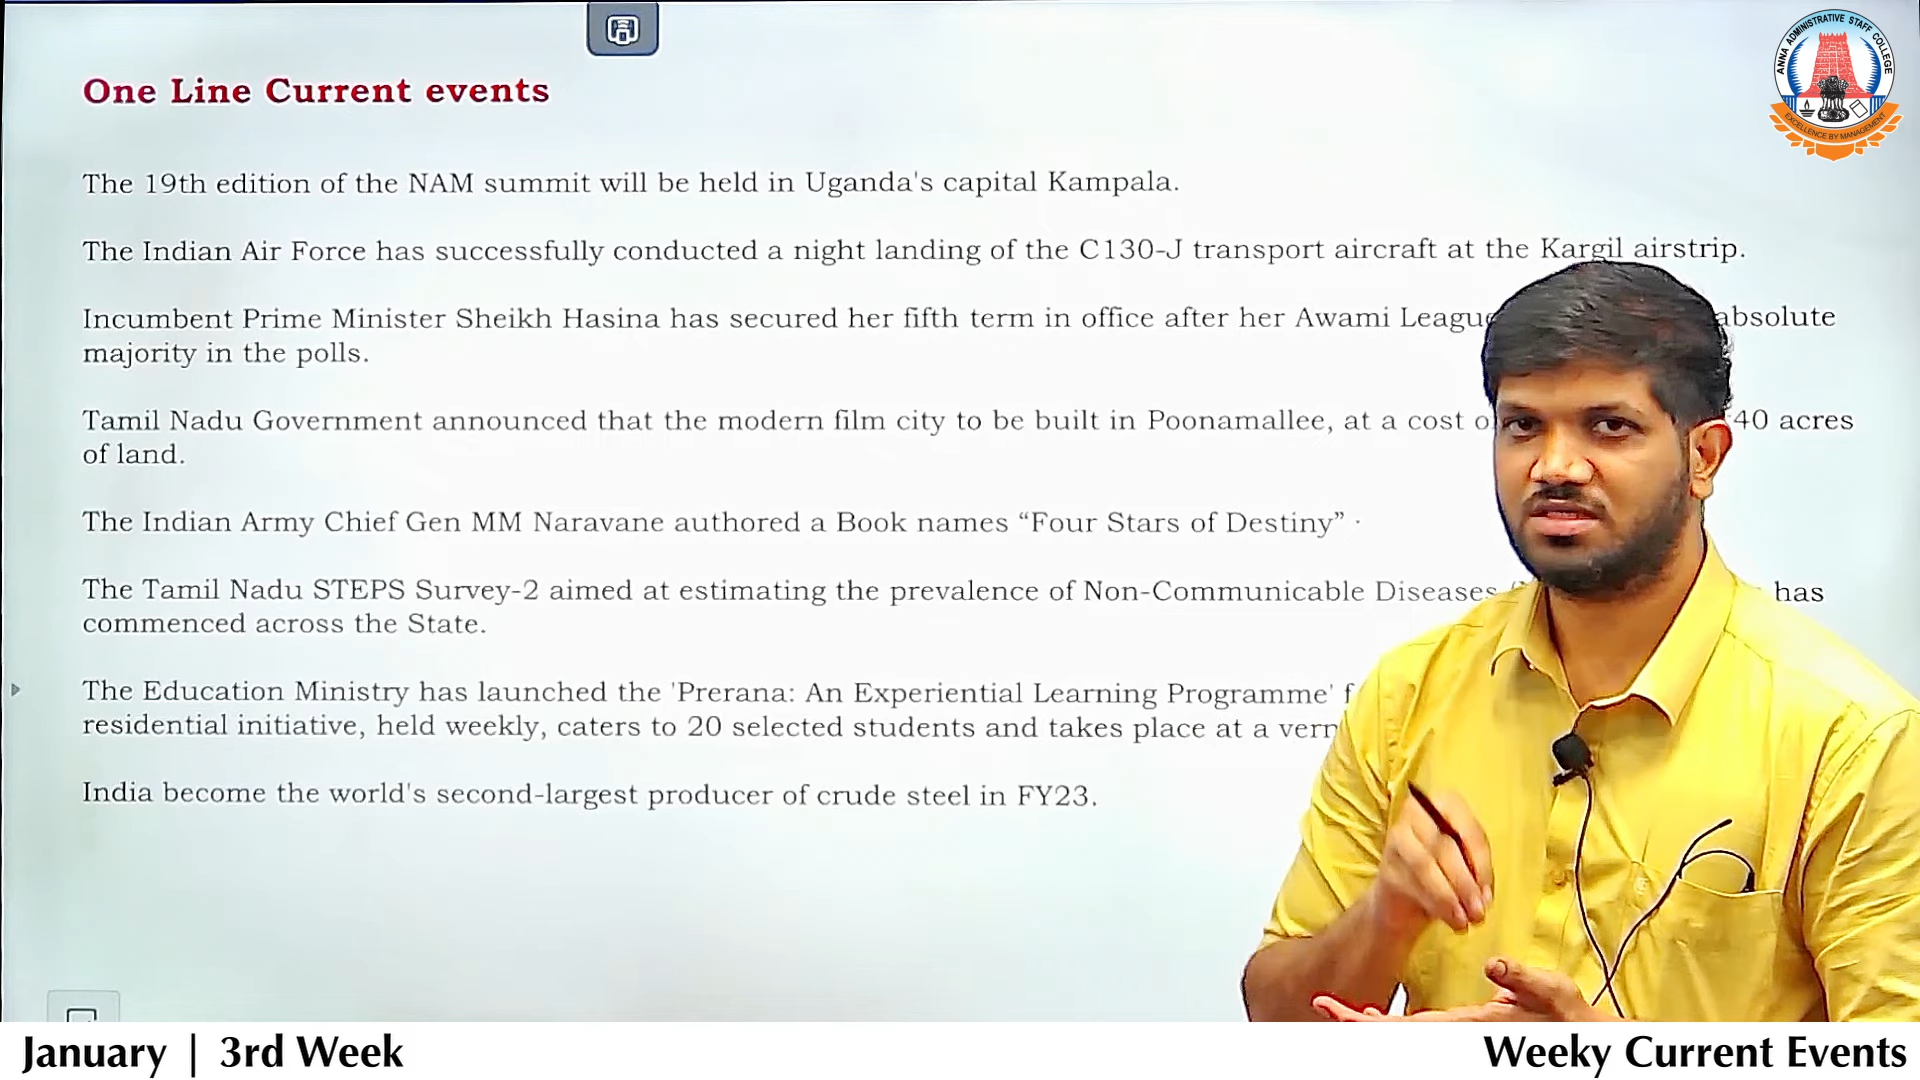 ANNA ADMINISTRATIVE STAFF COLLEGE
EXCELLENCE BY MANAGEMENT
One Line Current events
The 19th edition of the NAM summit will be held in Uganda's capital Kampala.
The Indian Air Force has successfully conducted a night landing of the C130-J transport aircraft at the Kargil airstrip.
Incumbent Prime Minister Sheikh Hasina has secured her fifth term in office after her Awami absolute
majority in the polls.
Tamil Nadu Government announced that the modern film city to be built in Poonamallee, at a cost 40 acres
of land.
The Indian Army Chief Gen MM Naravane authored a Book names “Four Stars of Destiny” ·
The Tamil Nadu STEPS Survey-2 aimed at estimating the prevalence of Non-Communicable Diseases has
commenced across the State.
The Education Ministry has launched the 'Prerana: An Experiential Learning Programme'
residential initiative, held weekly, caters to 20 selected students and takes place at a
India become the world's second-largest producer of crude steel in FY23.
January | 3rd Week
Weeky Current Events